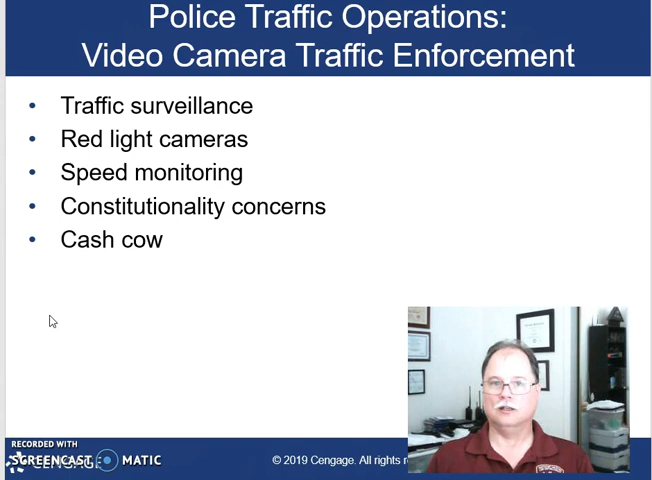 Police Traffic Operations:
Video Camera Traffic Enforcement
• Traffic surveillance
• Red light cameras
• Speed monitoring
• Constitutionality concerns
• Cash cow
RECORDED WITH
SCREENCAST MATIC
CENGAGE
© 2019 Cengage. All rights